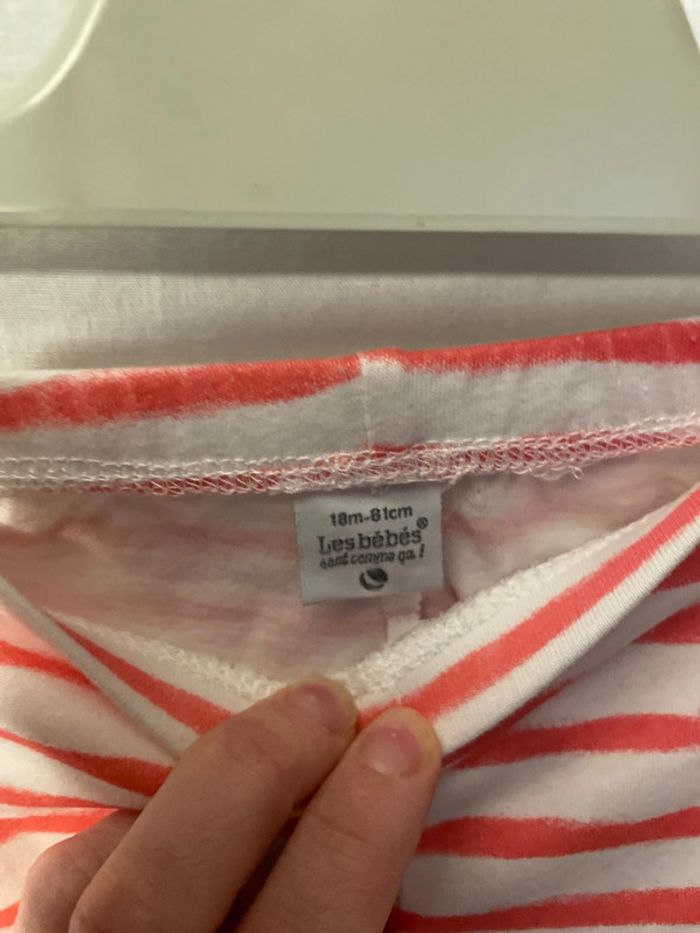 18m-81cm
Les bébés®
sont comme ça !